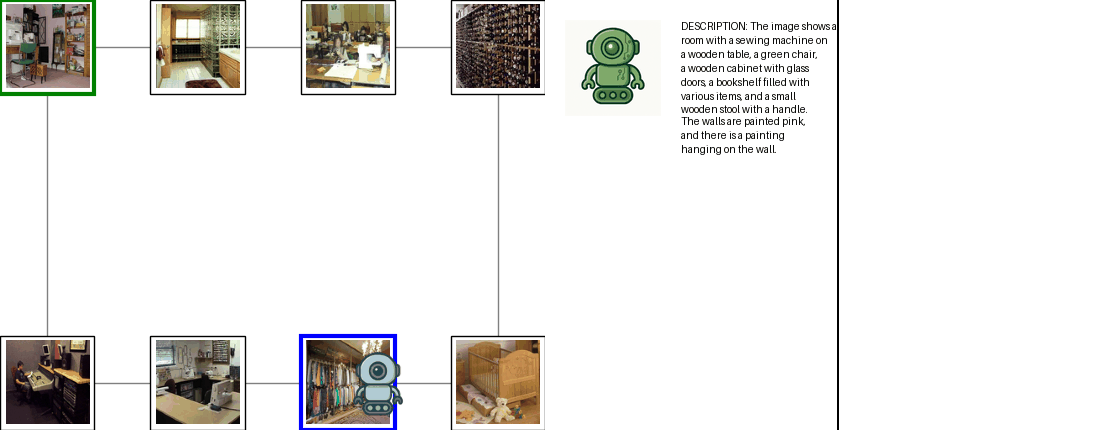 DESCRIPTION: The image shows a
room with a sewing machine on
a wooden table, a green chair,
a wooden cabinet with glass
doors, a bookshelf filled with
various items, and a small
wooden stool with a handle.
The walls are painted pink,
and there is a painting
hanging on the wall.